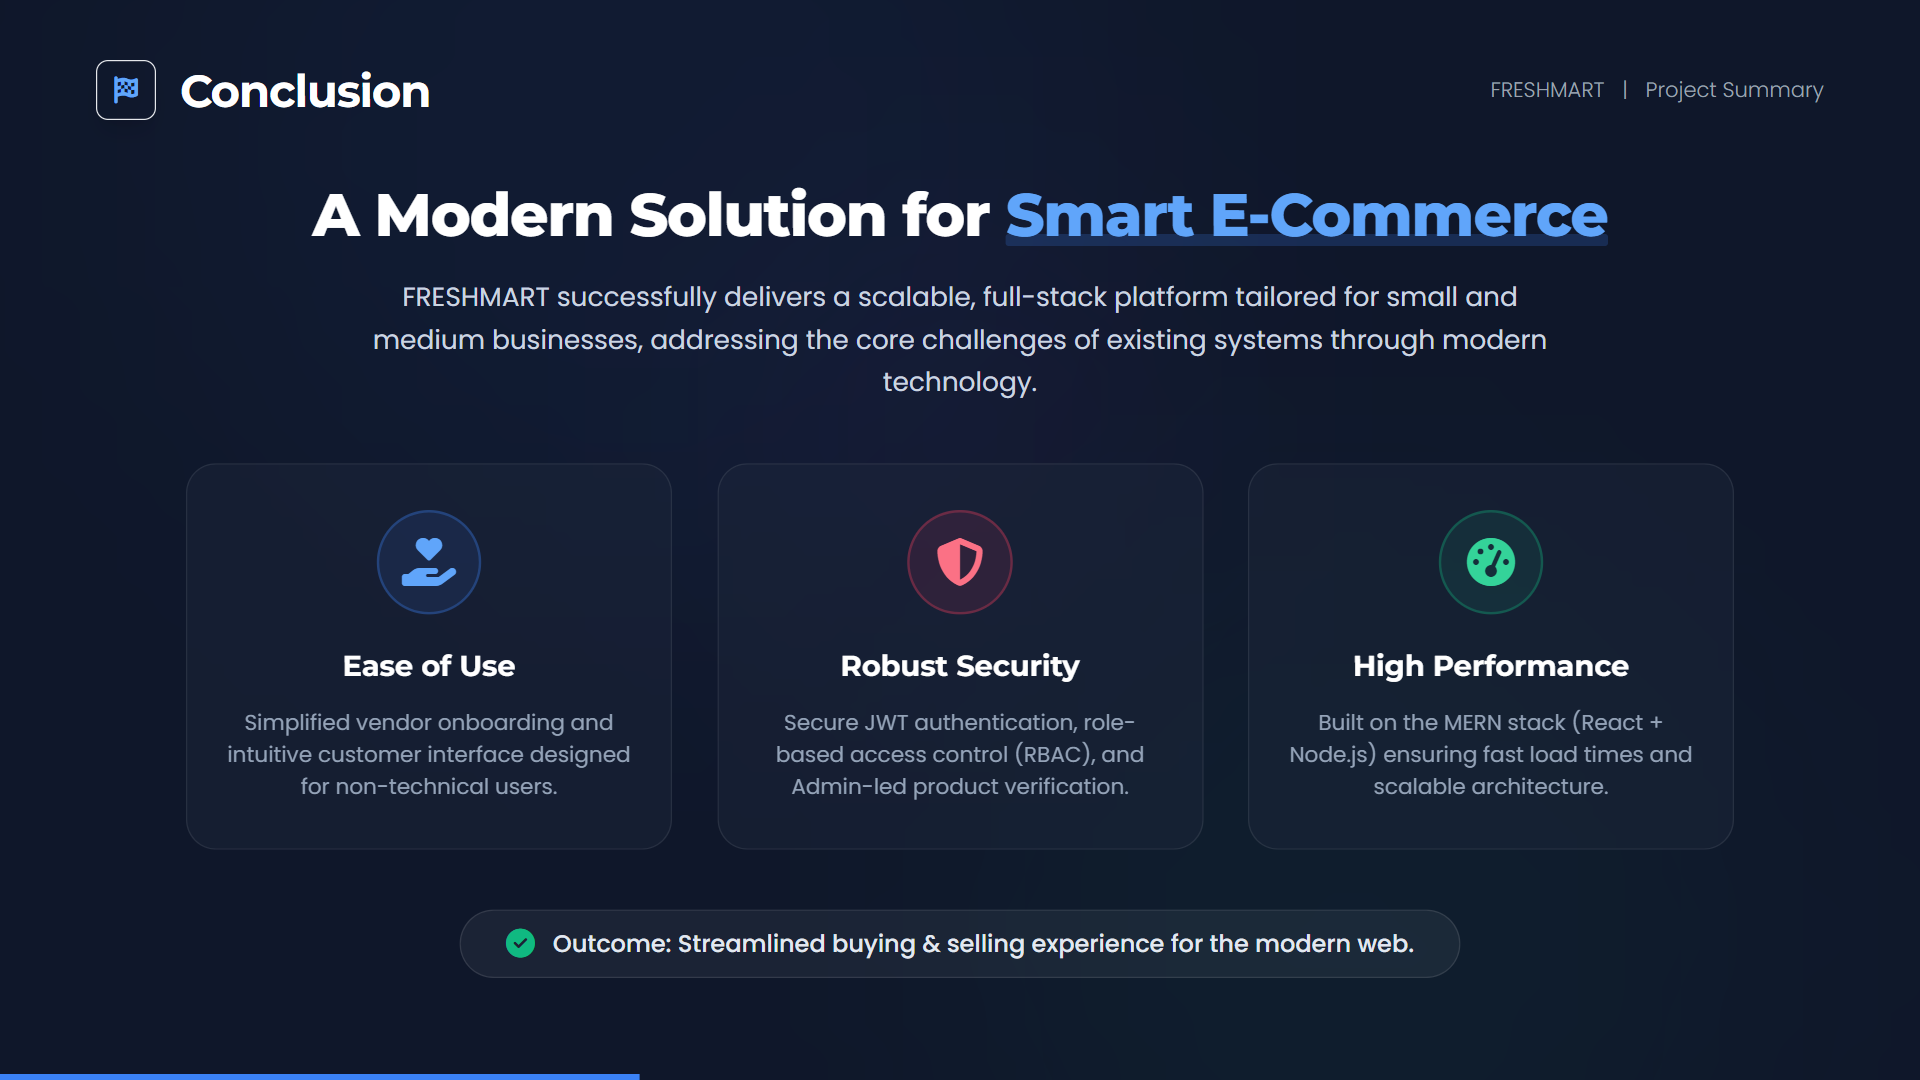 Conclusion
FRESHMART | Project Summary
A Modern Solution for Smart E-Commerce
FRESHMART successfully delivers a scalable, full-stack platform tailored for small and
medium businesses, addressing the core challenges of existing systems through modern
technology.
Ease of Use
Simplified vendor onboarding and
intuitive customer interface designed
for non-technical users.
Robust Security
Secure JWT authentication, role-
based access control (RBAC), and
Admin-led product verification.
High Performance
Built on the MERN stack (React +
Node.js) ensuring fast load times and
scalable architecture.
Outcome: Streamlined buying & selling experience for the modern web.